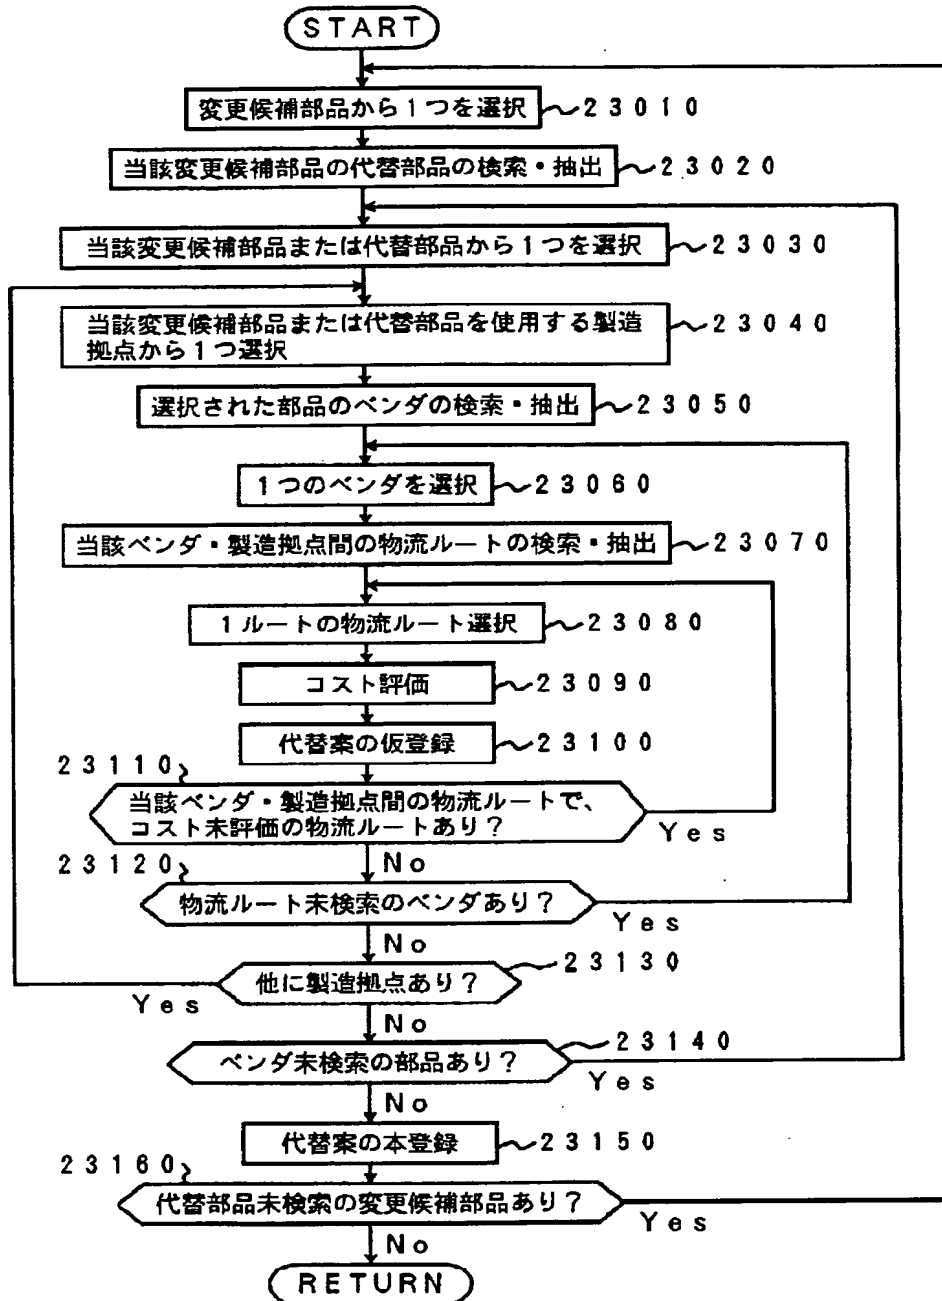 START
変更候補部品から1つを選択 23010
当該変更候補部品の代替部品の検索・抽出 23020
当該変更候補部品または代替部品から1つを選択 23030
当該変更候補部品または代替部品を使用する製造
拠点から1つ選択
23040
選択された部品のベンダの検索・抽出 23050
1つのベンダを選択 23060
当該ベンダ・製造拠点間の物流ルートの検索・抽出 23070
1ルートの物流ルート選択 23080
コスト評価 23090
代替案の仮登録 23100
23110
当該ベンダ・製造拠点間の物流ルートで、
コスト未評価の物流ルートあり?
Yes
No
23120
物流ルート未検索のベンダあり?
Yes
No
他に製造拠点あり? 23130
Yes
No
ベンダ未検索の部品あり? 23140
Yes
No
代替案の本登録 23150
23160
代替部品未検索の変更候補部品あり?
Yes
No
RETURN